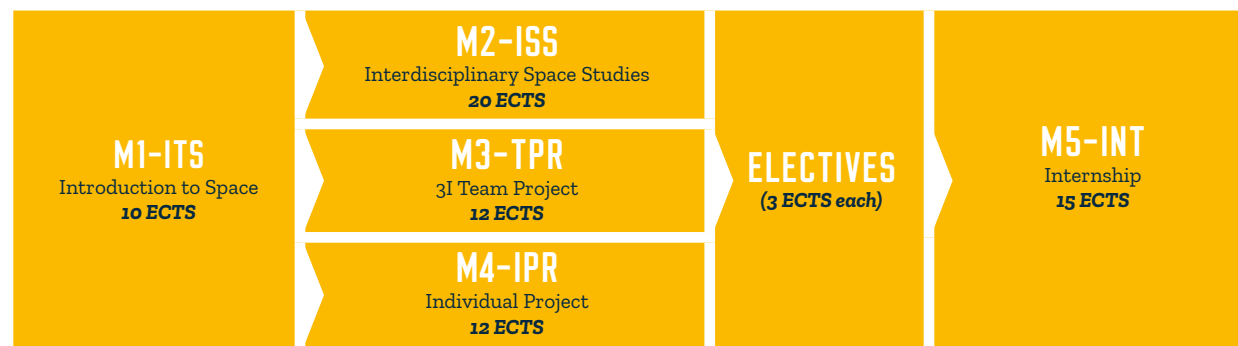 M1-ITS
Introduction to Space
10 ECTS
M2-ISS
Interdisciplinary Space Studies
20 ECTS
M3-TPR
3I Team Project
12 ECTS
M4-IPR
Individual Project
12 ECTS
ELECTIVES
(3 ECTS each)
M5-INT
Internship
15 ECTS